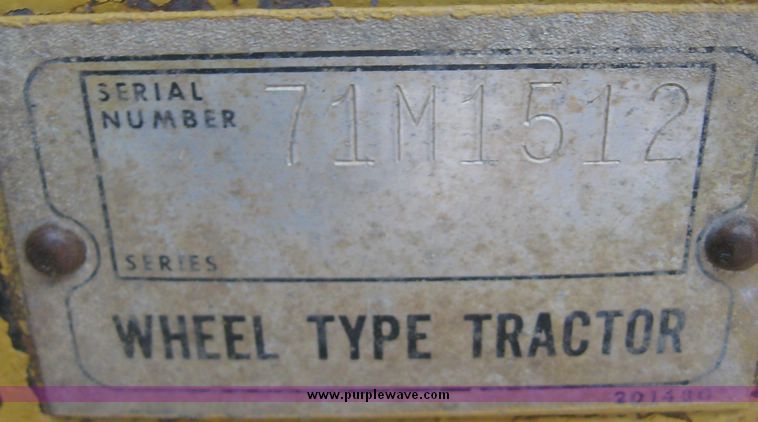 SERIAL
NUMBER 71M1512
SERIES
WHEEL TYPE TRACTOR
www.purplewave.com